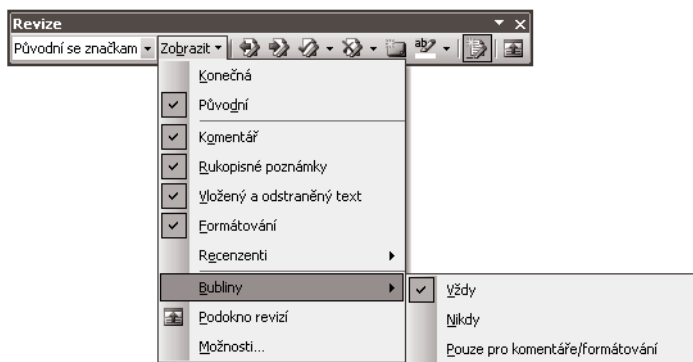 Revize
Původní se značkam Zobrazit
Konečná
Původní
Komentář
Rukopisné poznámky
Vložený a odstraněný text
Formátování
Recenzenti
Bubliny
Vždy
Podokno revizí
Nikdy
Možnosti...
Pouze pro komentáře/formátování